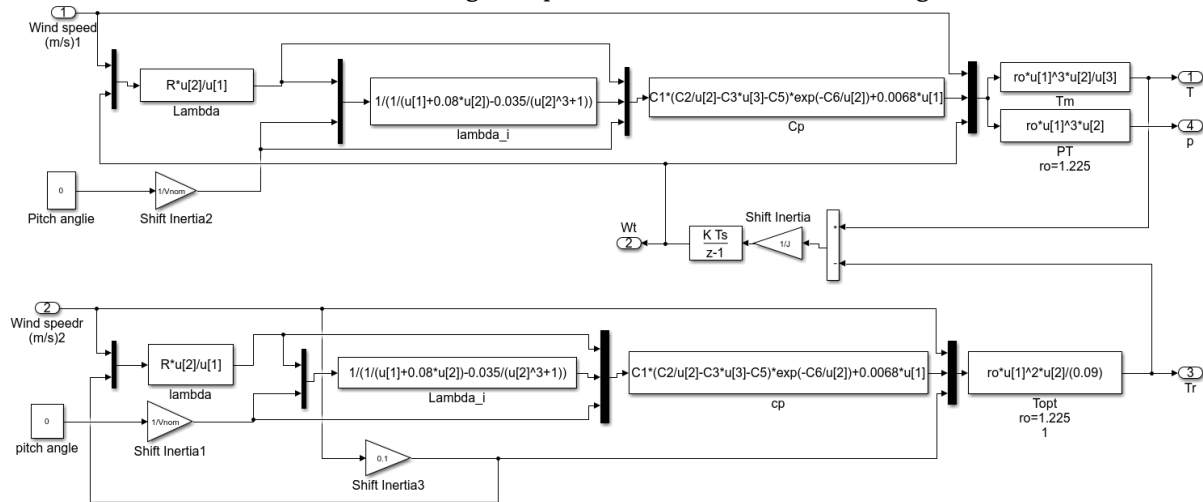 1
Wind speed
(m/s)1
R*u[2]/u[1]
Lambda
1/(1/(u[1]+0.08*u[2])-0.035/(u[2]^3+1))
lambda_i
C1*(C2/u[2]-C3*u[3]-C5)*exp(-C6/u[2])+0.0068*u[1]
Cp
ro*u[1]^3*u[2]/u[3]
Tm
1
T
ro*u[1]^3*u[2]
PT
ro=1.225
4
p
0
Pitch anglie
1/Vnom
Shift Inertia2
Wt
2
K Ts
z-1
Shift Inertia
1/J
+
−
2
Wind speedr
(m/s)2
R*u[2]/u[1]
lambda
1/(1/(u[1]+0.08*u[2])-0.035/(u[2]^3+1))
Lambda_i
C1*(C2/u[2]-C3*u[3]-C5)*exp(-C6/u[2])+0.0068*u[1]
cp
ro*u[1]^2*u[2]/(0.09)
Topt
ro=1.225
1
3
Tr
0
pitch angle
1/Vnom
Shift Inertia1
0.1
Shift Inertia3